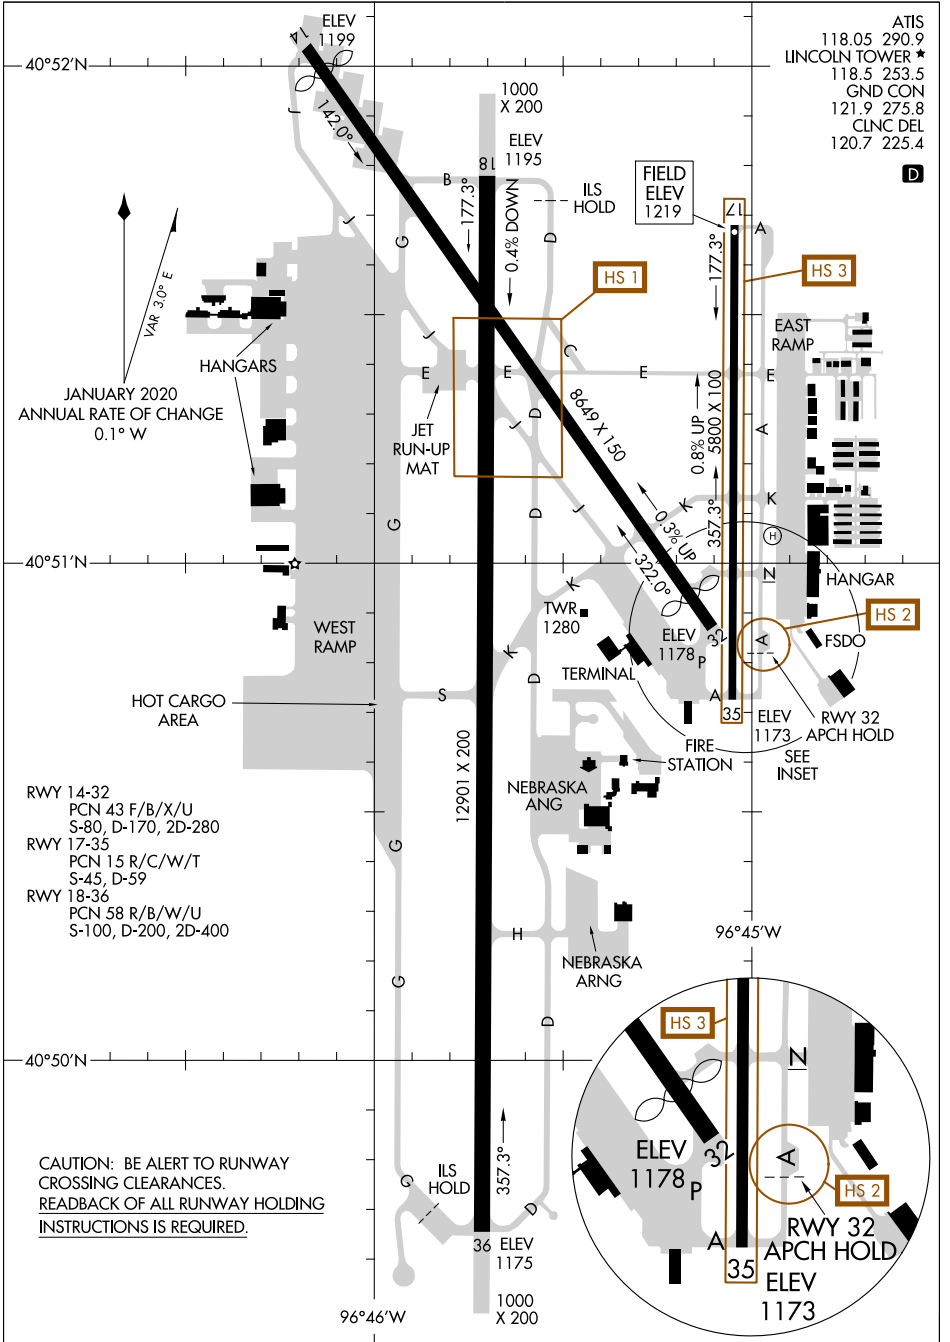 ATIS
118.05 290.9
LINCOLN TOWER ★
118.5 253.5
GND CON
121.9 275.8
CLNC DEL
120.7 225.4
D
ELEV
1199
14
40°52'N
J
142.0°
1000
X 200
ELEV
1195
18
B
177.3°
0.4% DOWN
ILS
HOLD
FIELD
ELEV
1219
17
A
177.3°
J
G
D
HS 1
HS 3
VAR 3.0° E
JANUARY 2020
ANNUAL RATE OF CHANGE
0.1° W
HANGARS
EAST
RAMP
J
C
E
E
E
E
JET
RUN-UP
MAT
D
J
8649 X 150
0.8% UP
5800 X 100
A
G
D
J
K
K
357.3°
0.3% UP
322.0°
H
40°51'N
N
HANGAR
K
TWR
1280
WEST
RAMP
ELEV
1178
P
32
A
HS 2
FSDO
TERMINAL
K
D
S
A
35
ELEV
1173
RWY 32
APCH HOLD
HOT CARGO
AREA
FIRE
STATION
SEE
INSET
12901 X 200
NEBRASKA
ANG
RWY 14-32
PCN 43 F/B/X/U
S-80, D-170, 2D-280
RWY 17-35
PCN 15 R/C/W/T
S-45, D-59
RWY 18-36
PCN 58 R/B/W/U
S-100, D-200, 2D-400
G
H
96°45'W
NEBRASKA
ARNG
G
D
HS 3
40°50'N
N
ELEV
1178
P
32
A
HS 2
RWY 32
APCH HOLD
A
35
ELEV
1173
CAUTION: BE ALERT TO RUNWAY
CROSSING CLEARANCES.
READBACK OF ALL RUNWAY HOLDING
INSTRUCTIONS IS REQUIRED.
G
ILS
HOLD
357.3°
D
36
ELEV
1175
96°46'W
1000
X 200